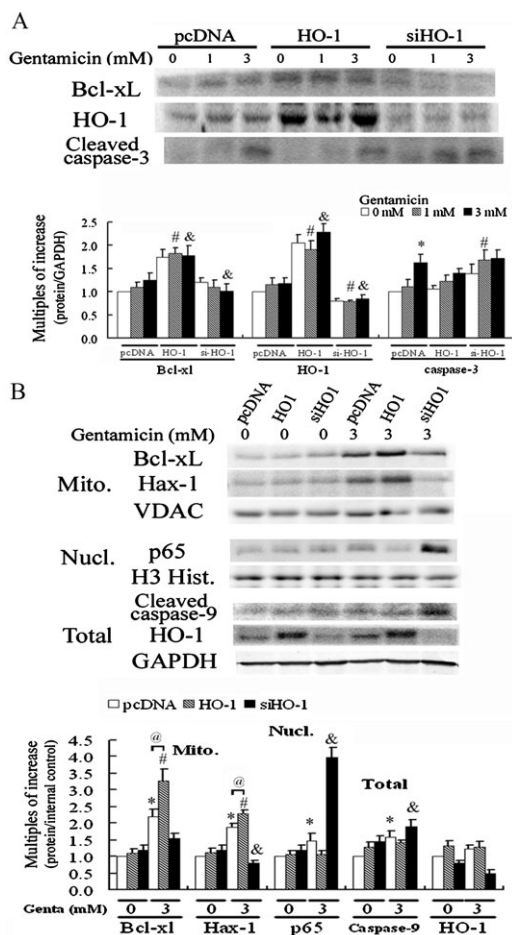 A
pcDNA HO-1 siHO-1
Gentamicin (mM) 0 1 3 0 1 3 0 1 3
Bcl-xL
HO-1
Cleaved
caspase-3
Gentamicin
0 mM 1 mM 3 mM
Multiples of increase
(protein/GAPDH)
2.5
2.0
1.5
1.0
0.5
0.0
# & & # & # & * #
pcDNA HO-1 si-HO-1 pcDNA HO-1 si-HO-1 pcDNA HO-1 si-HO-1
Bcl-xl HO-1 caspase-3
B
pcDNA HO1 siHO1 pcDNA HO1 siHO1
Gentamicin (mM) 0 0 0 3 3 3
Bcl-xL
Mito. Hax-1
VDAC
Nucl. p65
H3 Hist.
Cleaved
caspase-9
Total HO-1
GAPDH
pcDNA HO-1 siHO-1
Multiples of increase
(protein/internal control)
4.5
4.0
3.5
3.0
2.5
2.0
1.5
1.0
0.5
0.0
Mito. Nucl. Total
* @ # * @ # & * & * &
Genta (mM) 0 3 0 3 0 3 0 3 0 3
Bcl-xl Hax-1 p65 Caspase-9 HO-1